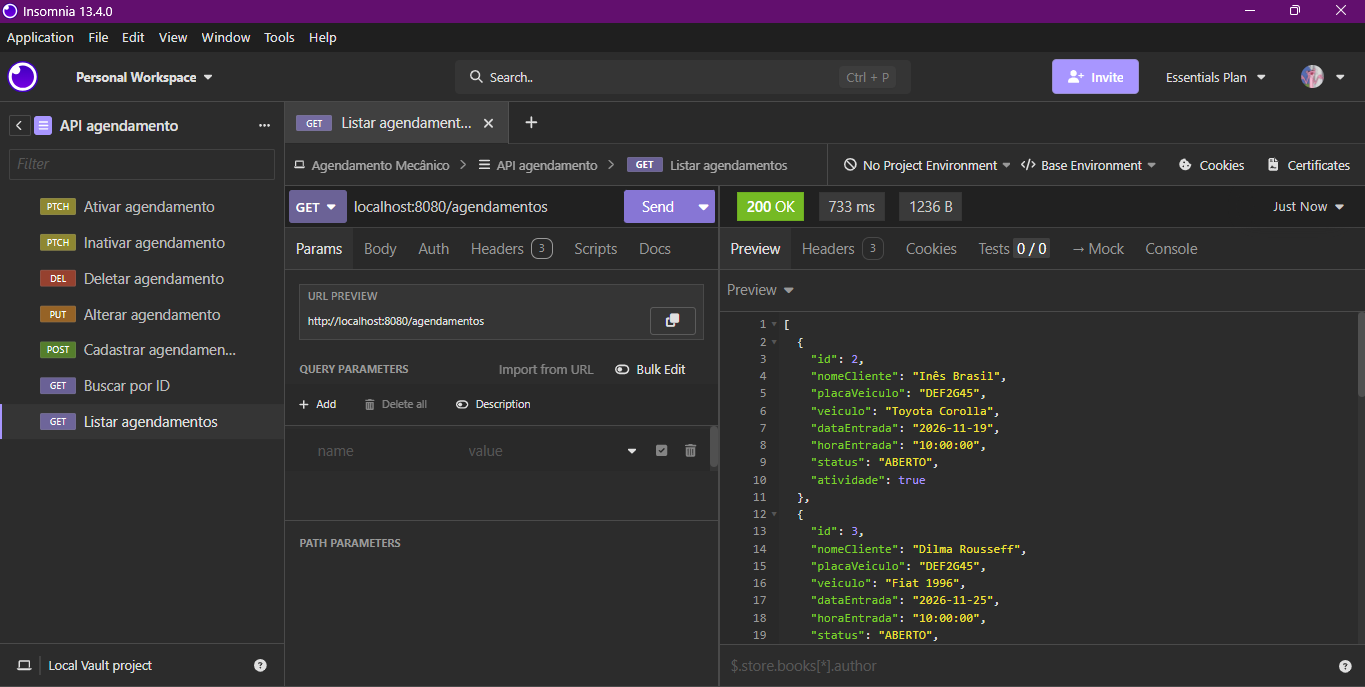 Insomnia 13.4.0
Application File Edit View Window Tools Help
Personal Workspace
Search..
Ctrl + P
Invite
Essentials Plan
API agendamento
Filter
PTCH Ativar agendamento
PTCH Inativar agendamento
DEL Deletar agendamento
PUT Alterar agendamento
POST Cadastrar agendamen...
GET Buscar por ID
GET Listar agendamentos
Local Vault project
GET Listar agendament...
Agendamento Mecânico > API agendamento > GET Listar agendamentos
No Project Environment </> Base Environment Cookies Certificates
GET localhost:8080/agendamentos Send
Params Body Auth Headers 3 Scripts Docs
URL PREVIEW
http://localhost:8080/agendamentos
QUERY PARAMETERS Import from URL Bulk Edit
+ Add Delete all Description
name value
PATH PARAMETERS
200 OK 733 ms 1236 B Just Now
Preview Headers 3 Cookies Tests 0 / 0 → Mock Console
Preview
1 [
2 {
3 "id": 2,
4 "nomeCliente": "Inês Brasil",
5 "placaVeiculo": "DEF2G45",
6 "veiculo": "Toyota Corolla",
7 "dataEntrada": "2026-11-19",
8 "horaEntrada": "10:00:00",
9 "status": "ABERTO",
10 "atividade": true
11 },
12 {
13 "id": 3,
14 "nomeCliente": "Dilma Rousseff",
15 "placaVeiculo": "DEF2G45",
16 "veiculo": "Fiat 1996",
17 "dataEntrada": "2026-11-25",
18 "horaEntrada": "10:00:00",
19 "status": "ABERTO",
$.store.books[*].author